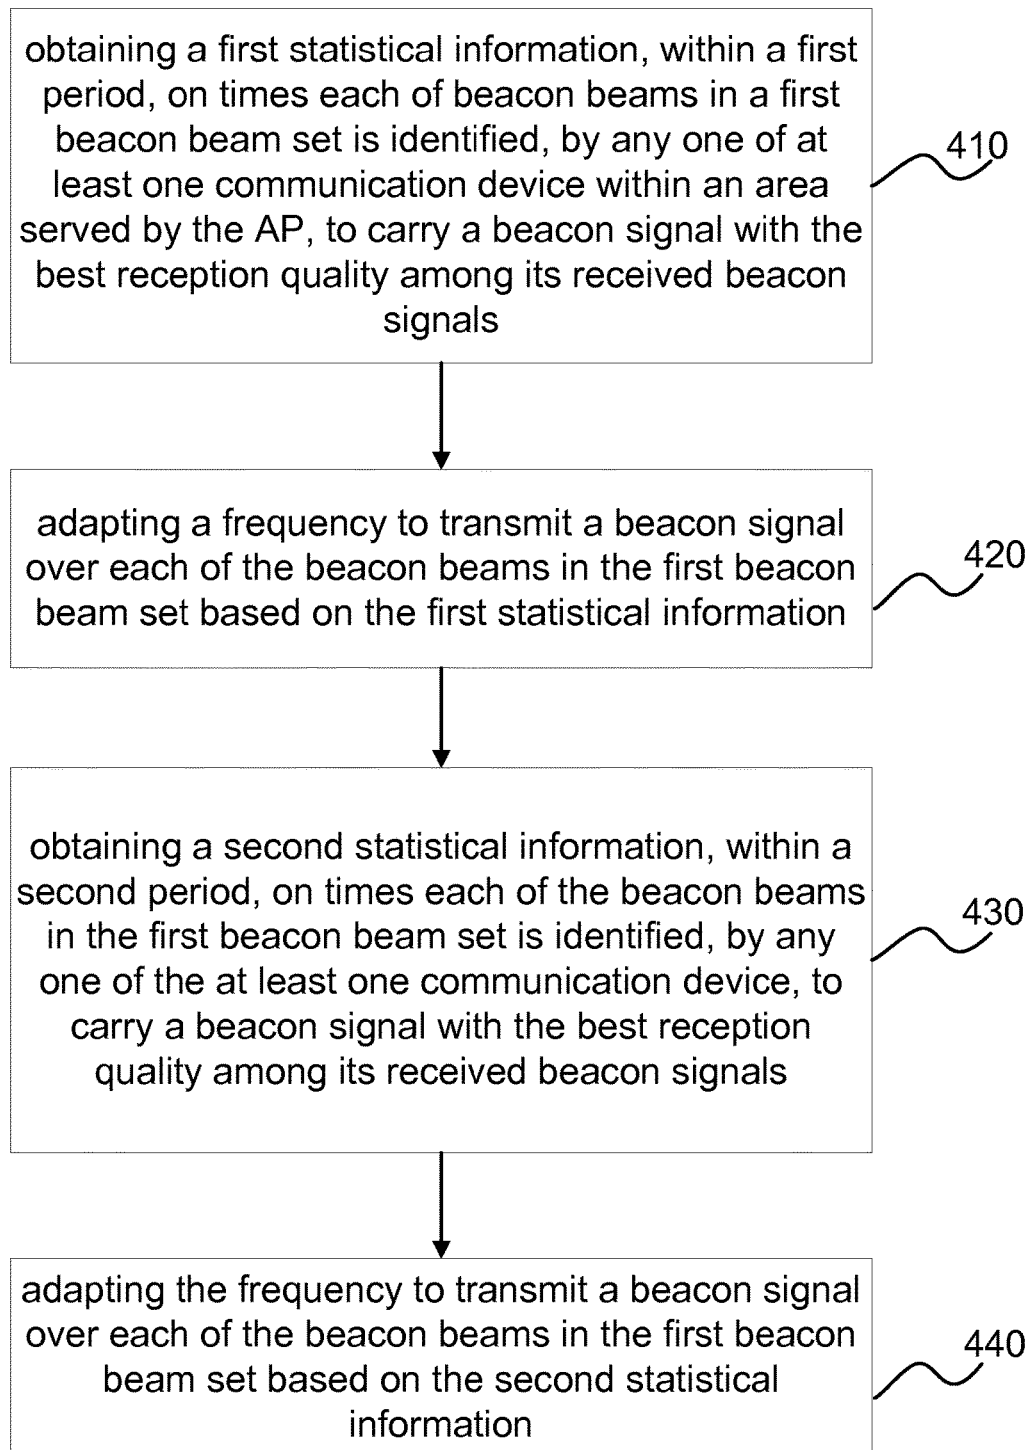 obtaining a first statistical information, within a first
period, on times each of beacon beams in a first
beacon beam set is identified, by any one of at
least one communication device within an area
served by the AP, to carry a beacon signal with the
best reception quality among its received beacon
signals
410
adapting a frequency to transmit a beacon signal
over each of the beacon beams in the first beacon
beam set based on the first statistical information
420
obtaining a second statistical information, within a
second period, on times each of the beacon beams
in the first beacon beam set is identified, by any
one of the at least one communication device, to
carry a beacon signal with the best reception
quality among its received beacon signals
430
adapting the frequency to transmit a beacon signal
over each of the beacon beams in the first beacon
beam set based on the second statistical
information
440